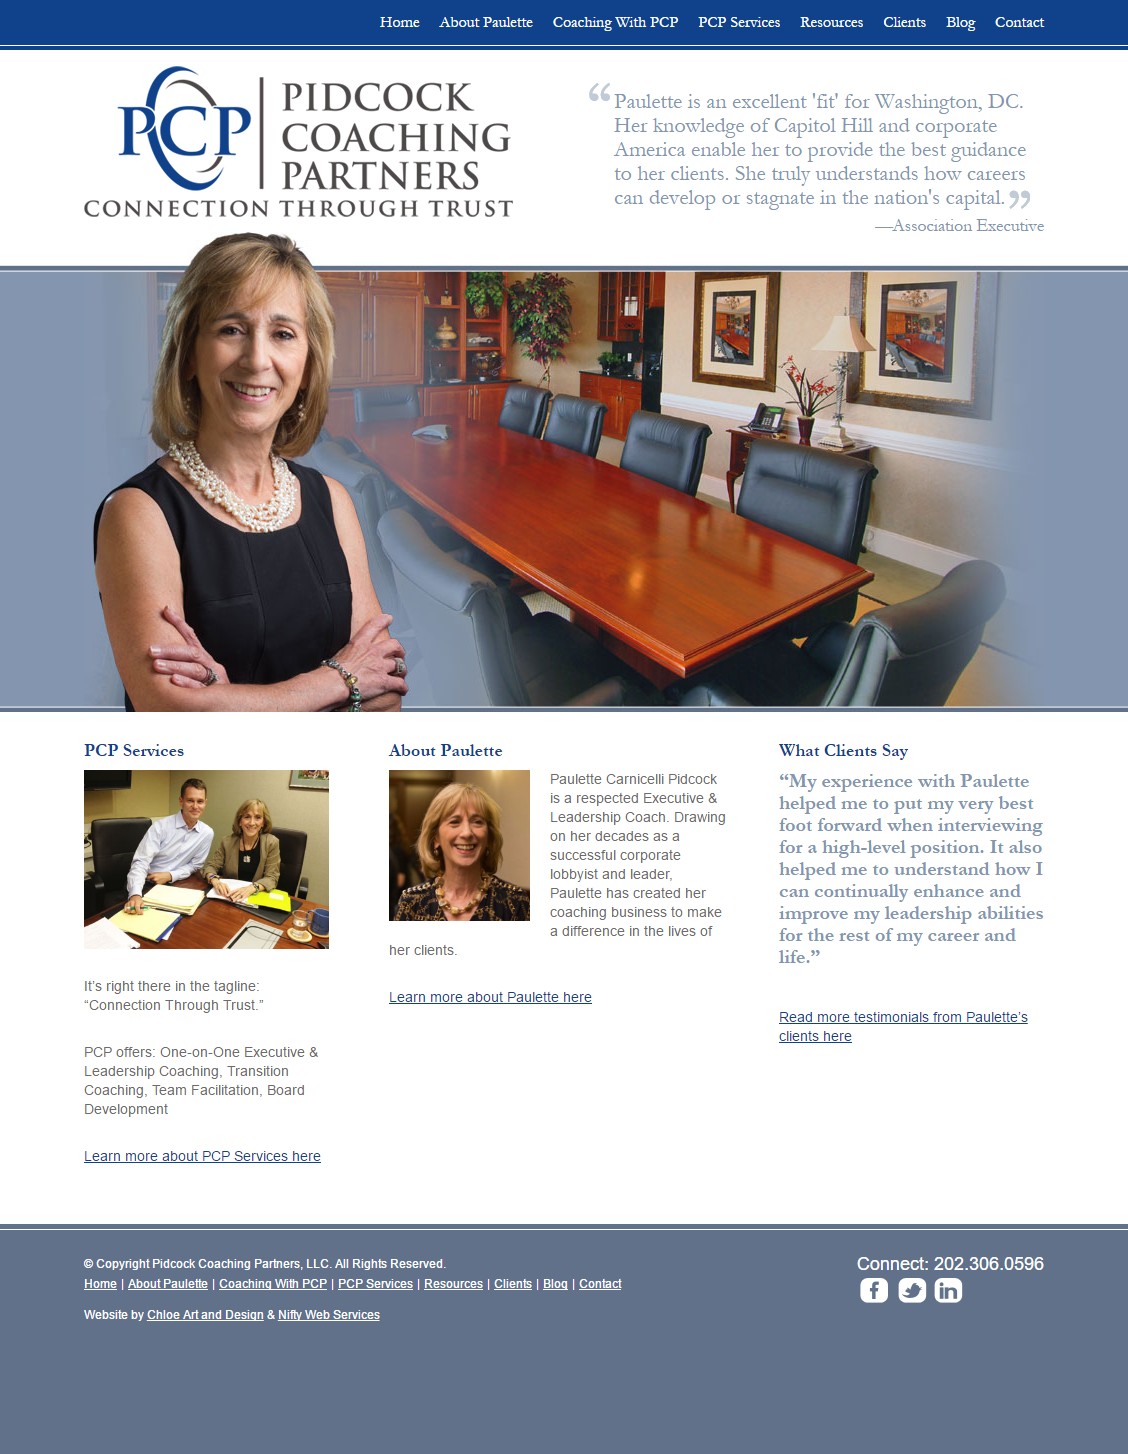 Home About Paulette Coaching With PCP PCP Services Resources Clients Blog Contact
PCP
PIDCOCK
COACHING
PARTNERS
CONNECTION THROUGH TRUST
“Paulette is an excellent 'fit' for Washington, DC.
Her knowledge of Capitol Hill and corporate
America enable her to provide the best guidance
to her clients. She truly understands how careers
can develop or stagnate in the nation's capital.”
—Association Executive
PCP Services
It’s right there in the tagline:
“Connection Through Trust.”
PCP offers: One-on-One Executive &
Leadership Coaching, Transition
Coaching, Team Facilitation, Board
Development
Learn more about PCP Services here
About Paulette
Paulette Carnicelli Pidcock
is a respected Executive &
Leadership Coach. Drawing
on her decades as a
successful corporate
lobbyist and leader,
Paulette has created her
coaching business to make
a difference in the lives of
her clients.
Learn more about Paulette here
What Clients Say
“My experience with Paulette
helped me to put my very best
foot forward when interviewing
for a high-level position. It also
helped me to understand how I
can continually enhance and
improve my leadership abilities
for the rest of my career and
life.”
Read more testimonials from Paulette’s
clients here
© Copyright Pidcock Coaching Partners, LLC. All Rights Reserved.
Home | About Paulette | Coaching With PCP | PCP Services | Resources | Clients | Blog | Contact
Website by Chloe Art and Design & Nifty Web Services
Connect: 202.306.0596
f in